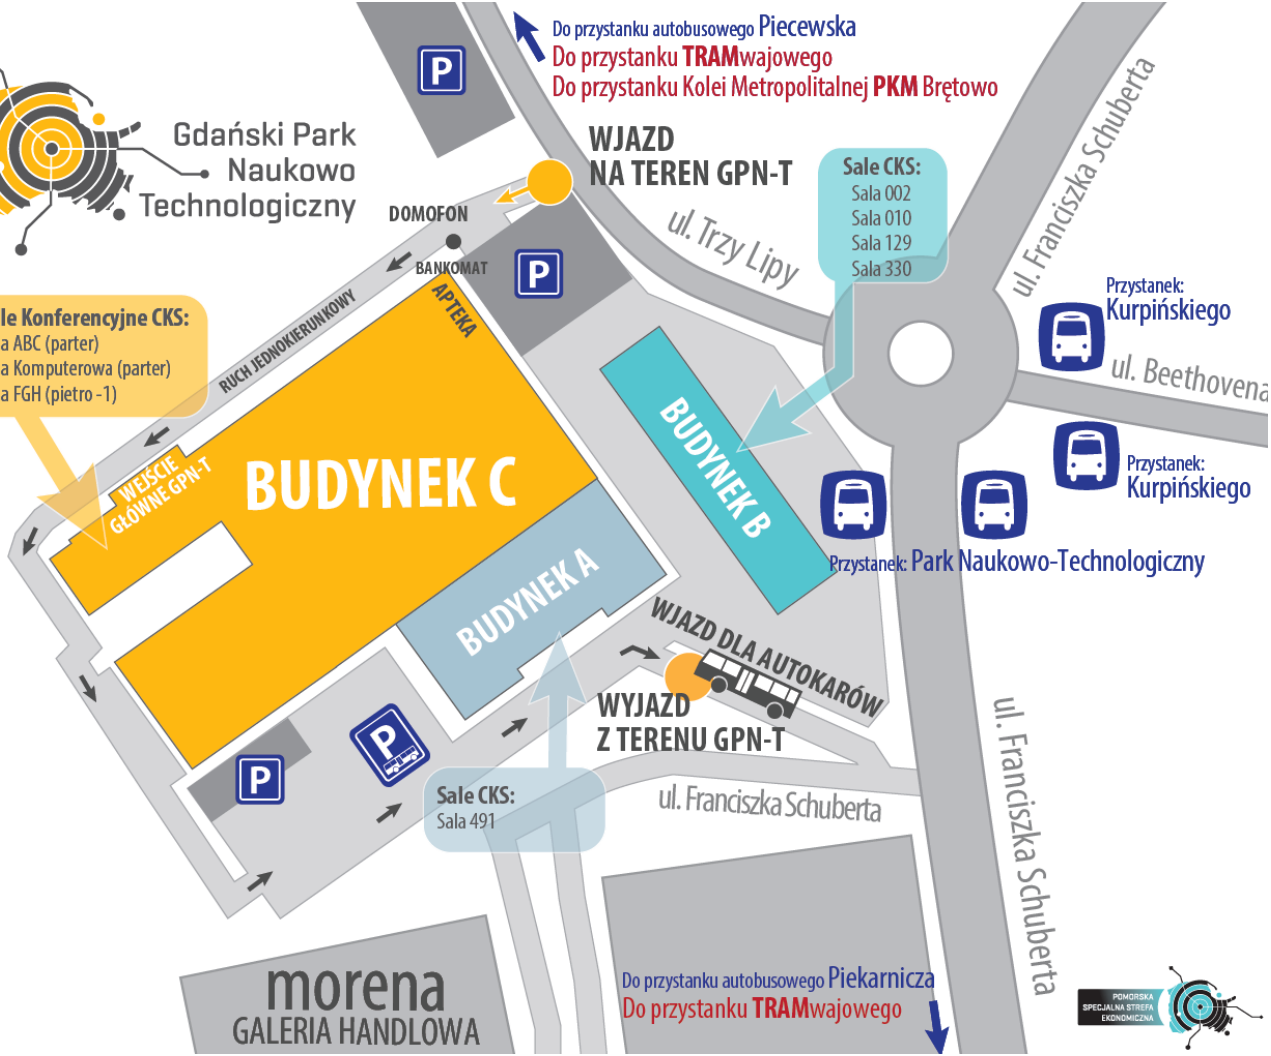 Do przystanku autobusowego Piecewska
Do przystanku TRAMwajowego
Do przystanku Kolei Metropolitalnej PKM Brętowo
P
Gdański Park
Naukowo
Technologiczny
WJAZD
NA TEREN GPN-T
DOMOFON
BANKOMAT
APTEKA
P
RUCH JEDNOKIERUNKOWY
ul. Trzy Lipy
Sale CKS:
Sala 002
Sala 010
Sala 129
Sala 330
ul. Franciszka Schuberta
Przystanek:
Kurpińskiego
ul. Beethovena
Przystanek:
Kurpińskiego
le Konferencyjne CKS:
a ABC (parter)
a Komputerowa (parter)
a FGH (pietro -1)
WEJŚCIE
GŁÓWNE GPN-T
BUDYNEK C
BUDYNEK B
BUDYNEK A
Przystanek: Park Naukowo-Technologiczny
WJAZD DLA AUTOKARÓW
WYJAZD
Z TERENU GPN-T
P
P
Sale CKS:
Sala 491
ul. Franciszka Schuberta
ul. Franciszka Schuberta
morena
GALERIA HANDLOWA
Do przystanku autobusowego Piekarnicza
Do przystanku TRAMwajowego
POMORSKA
SPECJALNA STREFA
EKONOMICZNA